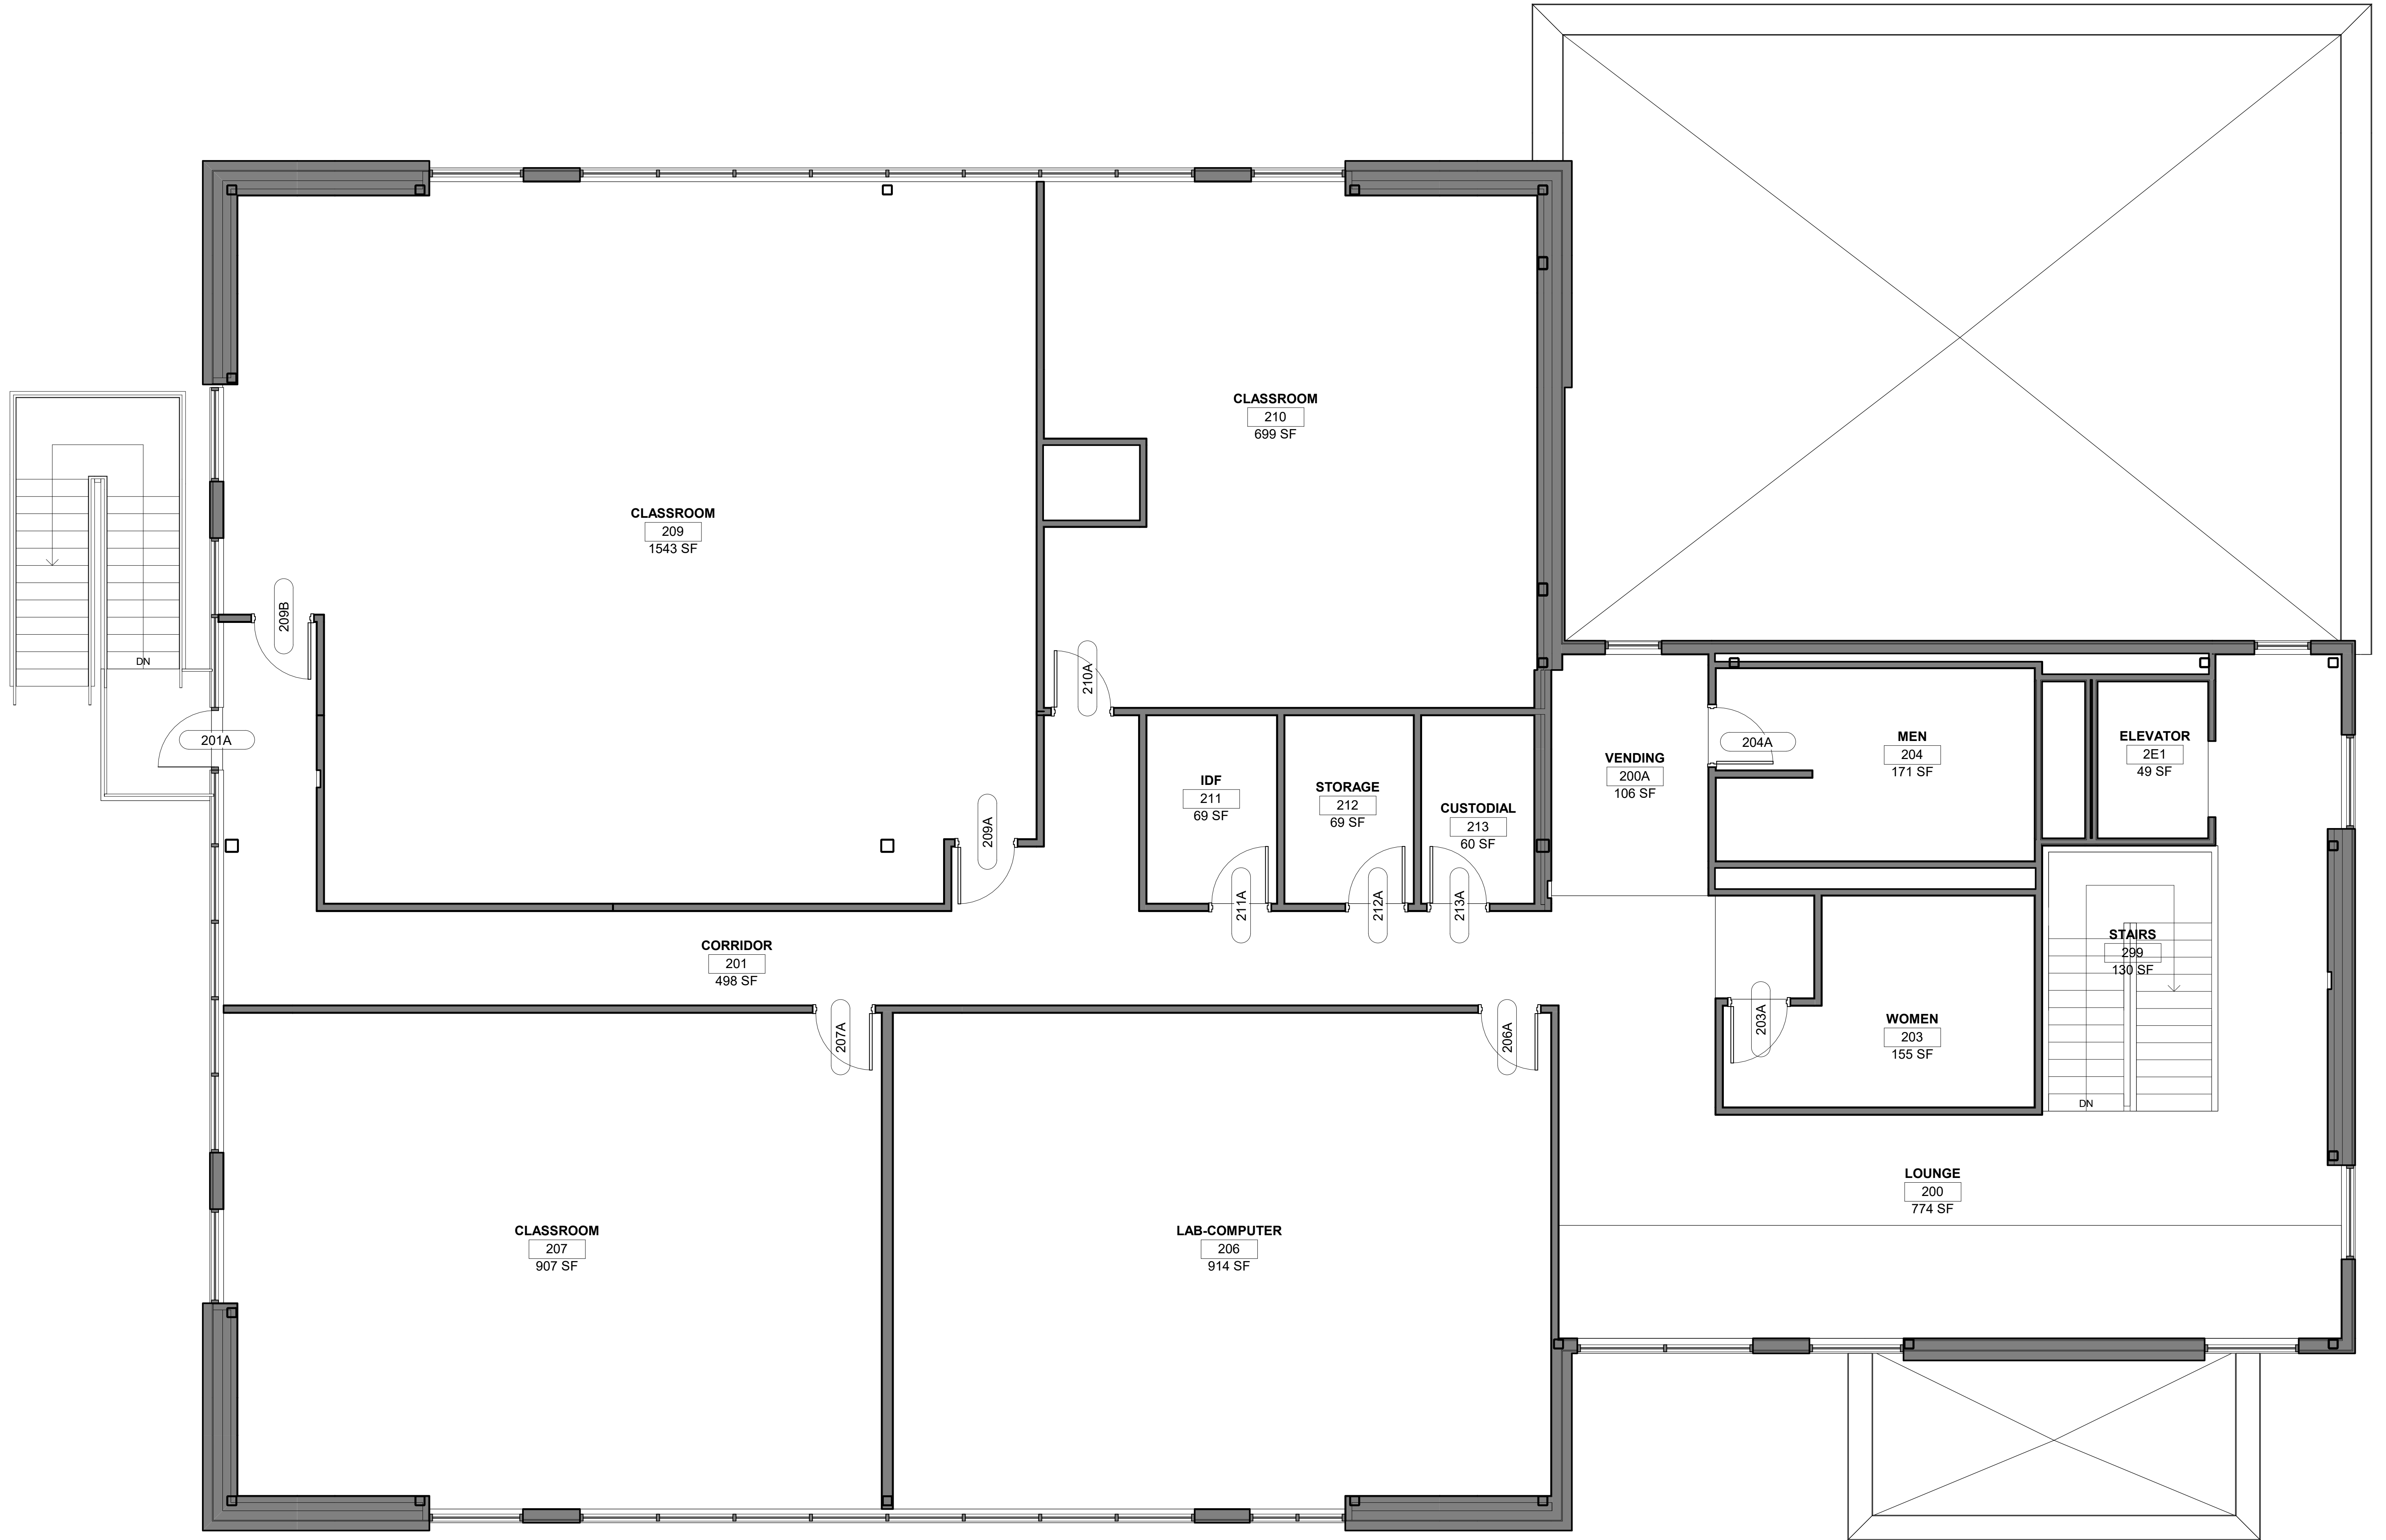 CLASSROOM
210
699 SF
CLASSROOM
209
1543 SF
209B
DN
210A
201A
204A
MEN
204
171 SF
ELEVATOR
2E1
49 SF
VENDING
200A
106 SF
IDF
211
69 SF
STORAGE
212
69 SF
CUSTODIAL
213
60 SF
209A
211A
212A
213A
CORRIDOR
201
498 SF
STAIRS
299
130 SF
207A
206A
203A
WOMEN
203
155 SF
DN
LOUNGE
200
774 SF
CLASSROOM
207
907 SF
LAB-COMPUTER
206
914 SF